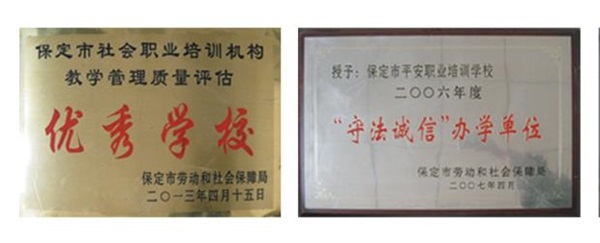 保定市社会职业培训机构
教学管理质量评估
优秀学校
保定市劳动和社会保障局
二〇一三年四月十五日
授予：保定市平安职业培训学校
二〇〇六年度
“守法诚信”办学单位
保定市劳动和社会保障局
二〇〇七年四月